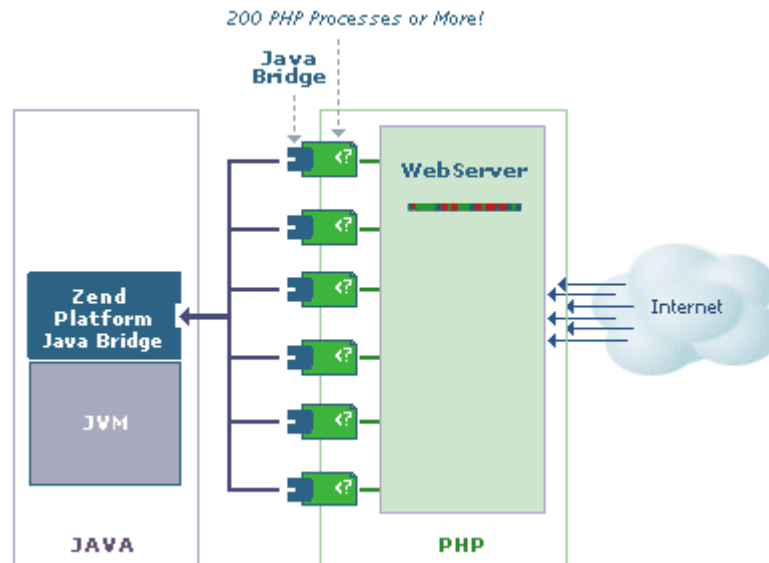 200 PHP Processes or More!
Java
Bridge
<?
WebServer
<?
<?
Zend
Platform
Java Bridge
Internet
<?
JVM
<?
<?
JAVA
PHP